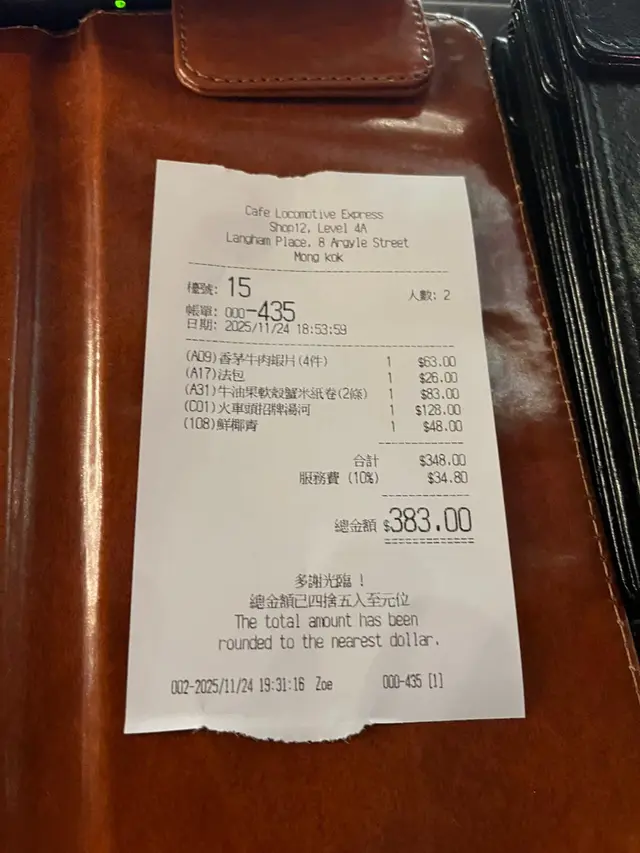 Cafe Locomotive Express
Shop12, Level 4A
Langham Place, 8 Argyle Street
Mong kok
檯號: 15 人數: 2
帳單: 000-435
日期: 2025/11/24 18:53:59
(A09)香茅牛肉蝦片(4件) 1 $63.00
(A17)法包 1 $26.00
(A31)牛油果軟殼蟹米紙卷(2條) 1 $83.00
(C01)火車頭招牌湯河 1 $128.00
(108)鮮椰青 1 $48.00
合計 $348.00
服務費 (10%) $34.80
總金額 $383.00
多謝光臨！
總金額已四捨五入至元位
The total amount has been
rounded to the nearest dollar.
002-2025/11/24 19:31:16 Zoe 000-435 [1]